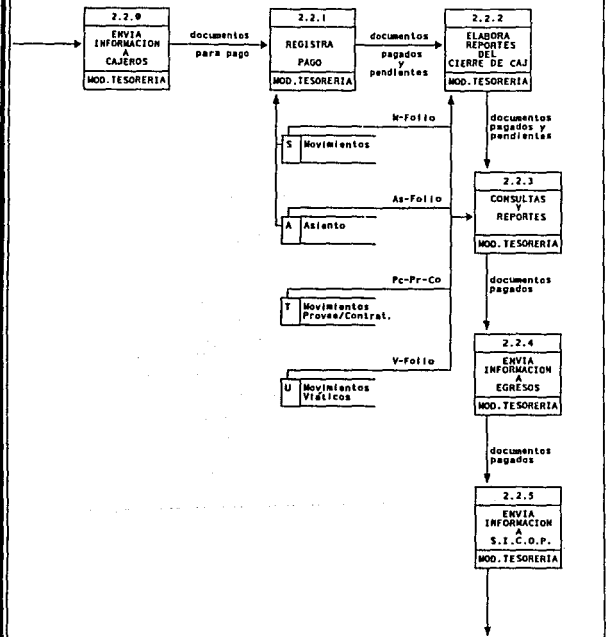 2.2.0
ENVIA
INFORMACION
A
CAJEROS
MOD.TESORERIA
documentos
para pago
2.2.1
REGISTRA
PAGO
MOD.TESORERIA
documentos
pagados
y
pendientes
2.2.2
ELABORA
REPORTES
DEL
CIERRE DE CAJ
MOD.TESORERIA
M-Folio
S Movimientos
documentos
pagados y
pendientes
As-Folio
A Asiento
2.2.3
CONSULTAS
Y
REPORTES
MOD.TESORERIA
Pc-Pr-Co
T Movimientos
Provee/Contrat.
documentos
pagados
V-Folio
U Movimientos
Viáticos
2.2.4
ENVIA
INFORMACION
A
EGRESOS
MOD.TESORERIA
documentos
pagados
2.2.5
ENVIA
INFORMACION
A
S.I.C.O.P.
MOD.TESORERIA